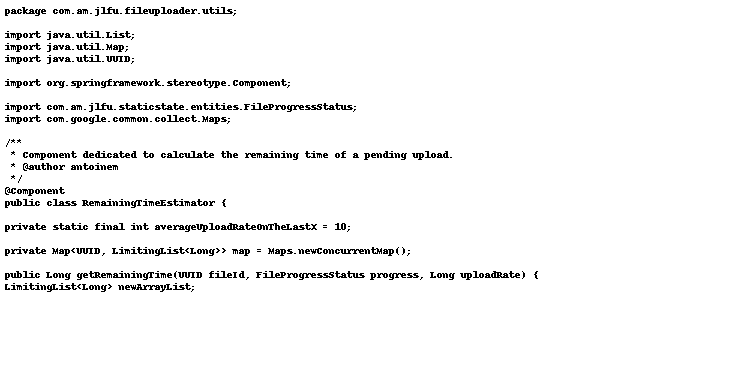 package com.am.jlfu.fileuploader.utils;
import java.util.List;
import java.util.Map;
import java.util.UUID;
import org.springframework.stereotype.Component;
import com.am.jlfu.staticstate.entities.FileProgressStatus;
import com.google.common.collect.Maps;
/**
 * Component dedicated to calculate the remaining time of a pending upload.
 * @author antoinem
 */
@Component
public class RemainingTimeEstimator {
private static final int averageUploadRateOnTheLastX = 10;
private Map<UUID, LimitingList<Long>> map = Maps.newConcurrentMap();
public Long getRemainingTime(UUID fileId, FileProgressStatus progress, Long uploadRate) {
LimitingList<Long> newArrayList;